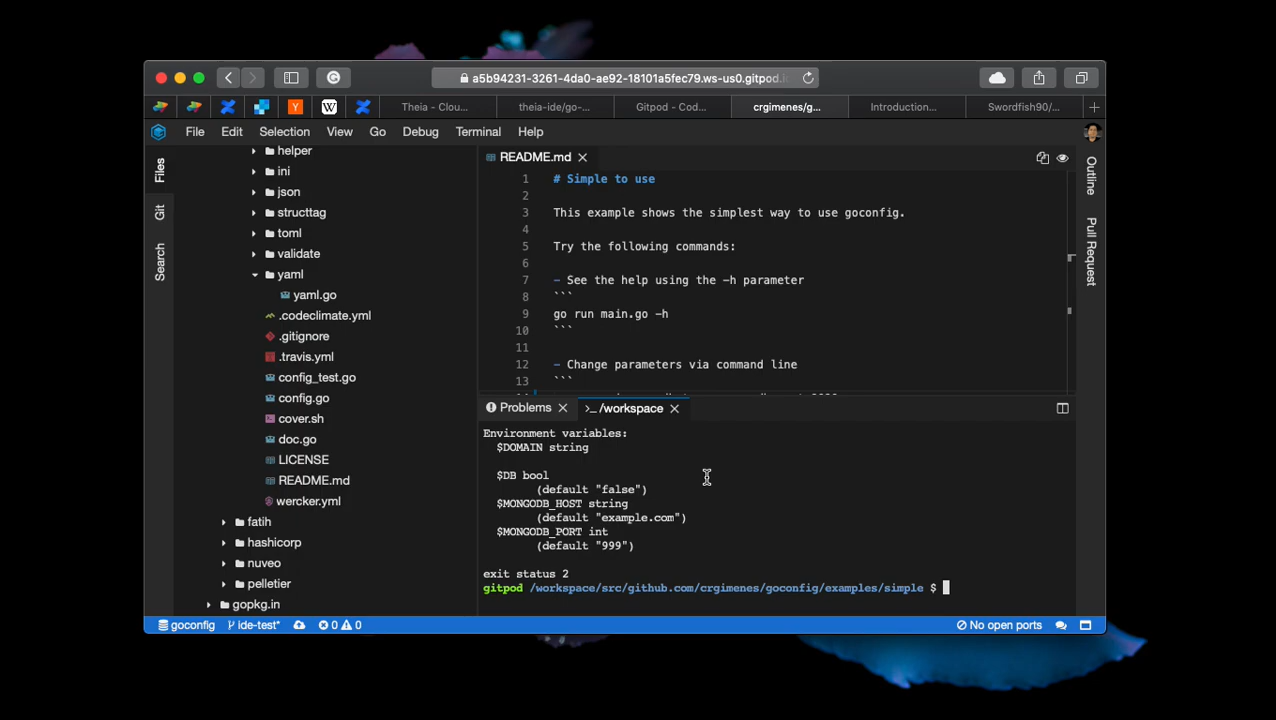 a5b94231-3261-4da0-ae92-18101a5fec79.ws-us0.gitpod.
Theia - Clou...
theia-ide/go-...
Gitpod - Cod...
crgimenes/g...
Introduction...
Swordfish90/...
File Edit Selection View Go Debug Terminal Help
Files
Git
Search
helper
ini
json
structtag
toml
validate
yaml
yaml.go
.codeclimate.yml
.gitignore
.travis.yml
config_test.go
config.go
cover.sh
doc.go
LICENSE
README.md
wercker.yml
fatih
hashicorp
nuveo
pelletier
gopkg.in
README.md
1 # Simple to use
2
3 This example shows the simplest way to use goconfig.
4
5 Try the following commands:
6
7 - See the help using the -h parameter
8 ```
9 go run main.go -h
10 ```
11
12 - Change parameters via command line
13 ```
Outline
Pull Request
Problems
>_ /workspace
Environment variables:
$DOMAIN string
$DB bool
(default "false")
$MONGODB_HOST string
(default "example.com")
$MONGODB_PORT int
(default "999")
exit status 2
gitpod /workspace/src/github.com/crgimenes/goconfig/examples/simple $
goconfig ide-test* 0 0
No open ports